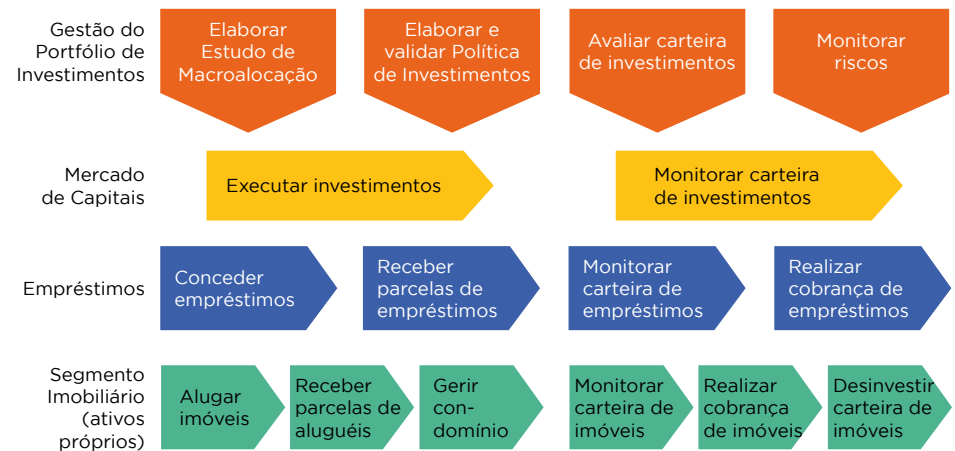 Gestão do
Portfólio de
Investimentos
Elaborar
Estudo de
Macroalocação
Elaborar e
validar Política
de Investimentos
Avaliar carteira
de investimentos
Monitorar
riscos
Mercado
de Capitais
Executar investimentos
Monitorar carteira
de investimentos
Empréstimos
Conceder
empréstimos
Receber
parcelas de
empréstimos
Monitorar
carteira de
empréstimos
Realizar
cobrança de
empréstimos
Segmento
Imobiliário
(ativos
próprios)
Alugar
imóveis
Receber
parcelas de
aluguéis
Gerir
con-
domínio
Monitorar
carteira de
imóveis
Realizar
cobrança
de imóveis
Desinvestir
carteira de
imóveis